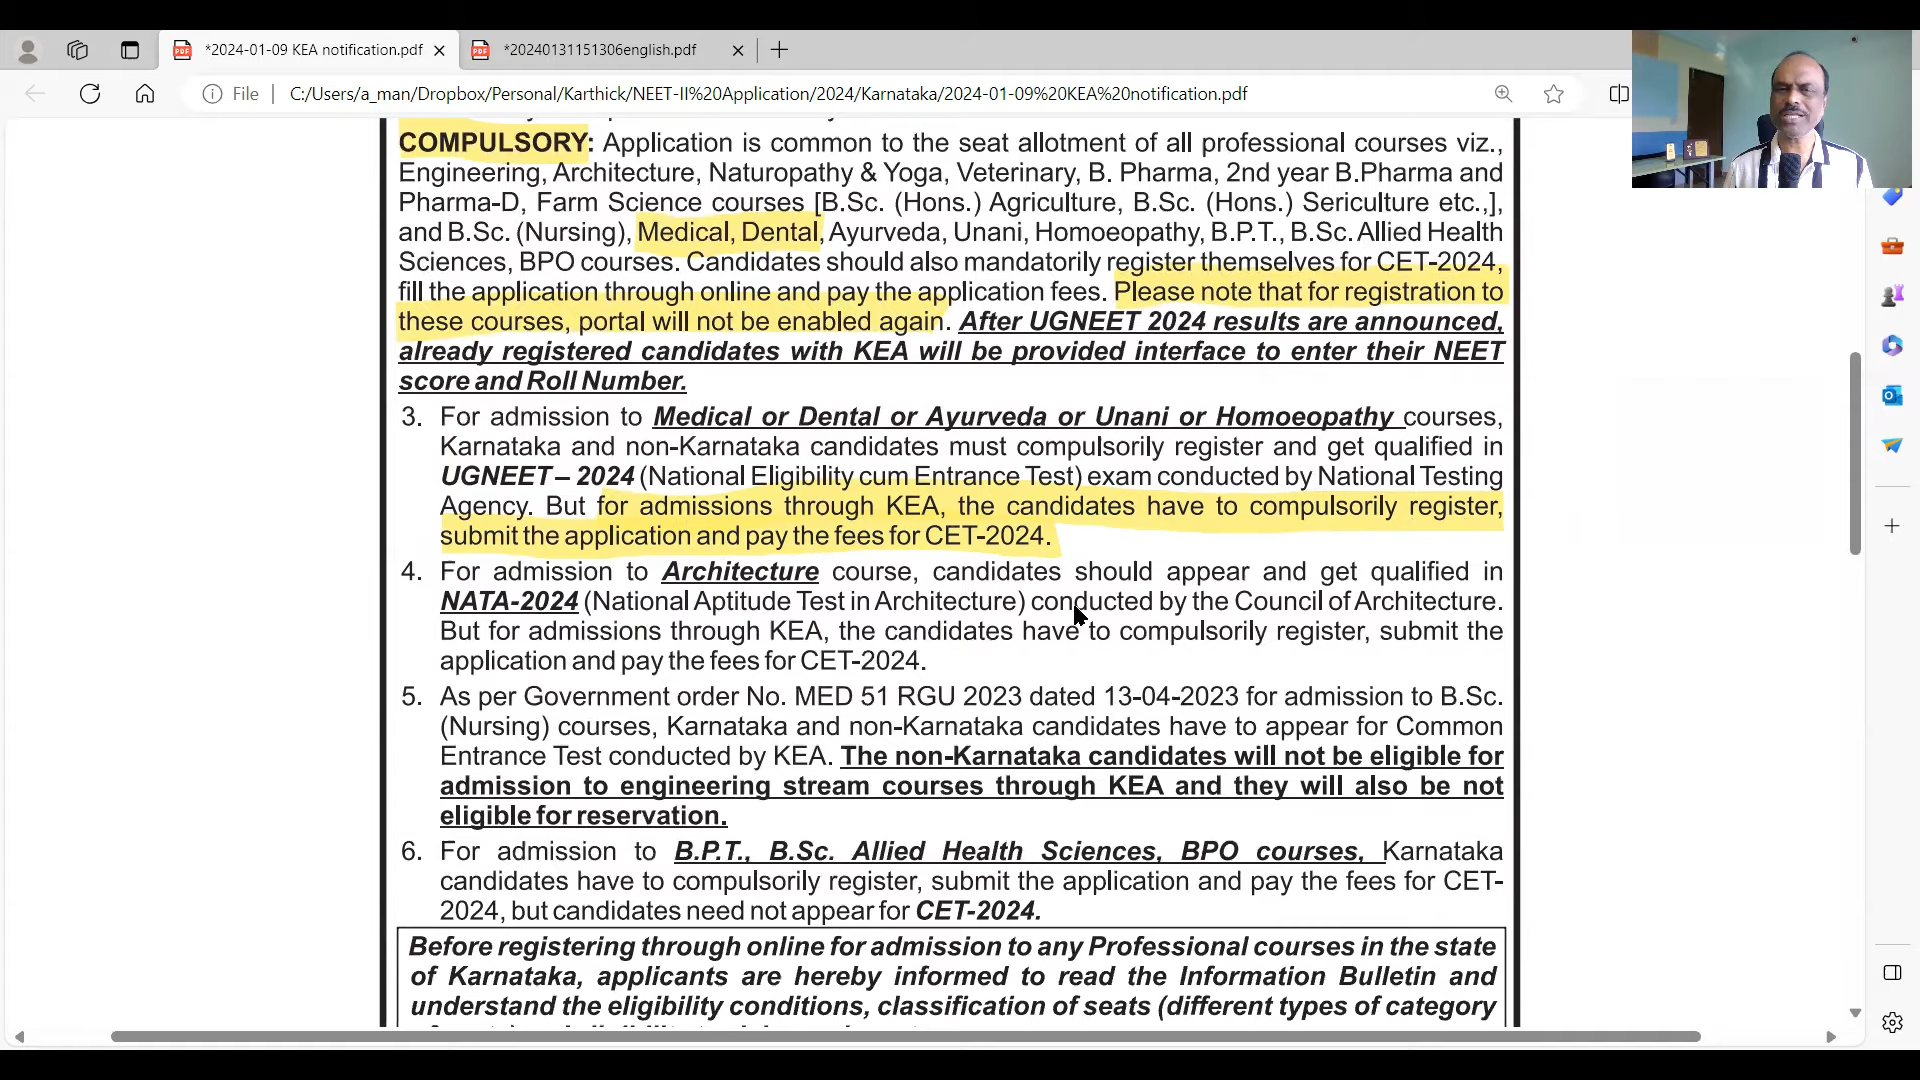 *2024-01-09 KEA notification.pdf
*20240131151306english.pdf
File
C:/Users/a_man/Dropbox/Personal/Karthick/NEET-II%20Application/2024/Karnataka/2024-01-09%20KEA%20notification.pdf
COMPULSORY: Application is common to the seat allotment of all professional courses viz.,
Engineering, Architecture, Naturopathy & Yoga, Veterinary, B. Pharma, 2nd year B.Pharma and
Pharma-D, Farm Science courses [B.Sc. (Hons.) Agriculture, B.Sc. (Hons.) Sericulture etc.,],
and B.Sc. (Nursing), Medical, Dental, Ayurveda, Unani, Homoeopathy, B.P.T., B.Sc. Allied Health
Sciences, BPO courses. Candidates should also mandatorily register themselves for CET-2024,
fill the application through online and pay the application fees. Please note that for registration to
these courses, portal will not be enabled again. After UGNEET 2024 results are announced,
already registered candidates with KEA will be provided interface to enter their NEET
score and Roll Number.
3. For admission to Medical or Dental or Ayurveda or Unani or Homoeopathy courses,
Karnataka and non-Karnataka candidates must compulsorily register and get qualified in
UGNEET – 2024 (National Eligibility cum Entrance Test) exam conducted by National Testing
Agency. But for admissions through KEA, the candidates have to compulsorily register,
submit the application and pay the fees for CET-2024.
4. For admission to Architecture course, candidates should appear and get qualified in
NATA-2024 (National Aptitude Test in Architecture) conducted by the Council of Architecture.
But for admissions through KEA, the candidates have to compulsorily register, submit the
application and pay the fees for CET-2024.
5. As per Government order No. MED 51 RGU 2023 dated 13-04-2023 for admission to B.Sc.
(Nursing) courses, Karnataka and non-Karnataka candidates have to appear for Common
Entrance Test conducted by KEA. The non-Karnataka candidates will not be eligible for
admission to engineering stream courses through KEA and they will also be not
eligible for reservation.
6. For admission to B.P.T., B.Sc. Allied Health Sciences, BPO courses, Karnataka
candidates have to compulsorily register, submit the application and pay the fees for CET-
2024, but candidates need not appear for CET-2024.
Before registering through online for admission to any Professional courses in the state
of Karnataka, applicants are hereby informed to read the Information Bulletin and
understand the eligibility conditions, classification of seats (different types of category